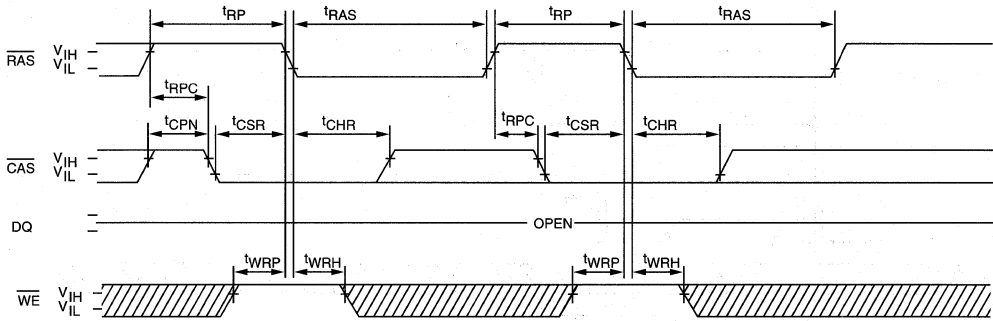 tRP tRAS tRP tRAS
RAS VIH
VIL
tRPC
tCPN tCSR tCHR tRPC tCSR tCHR
CAS VIH
VIL
DQ OPEN
tWRP tWRH tWRP tWRH
WE VIH
VIL